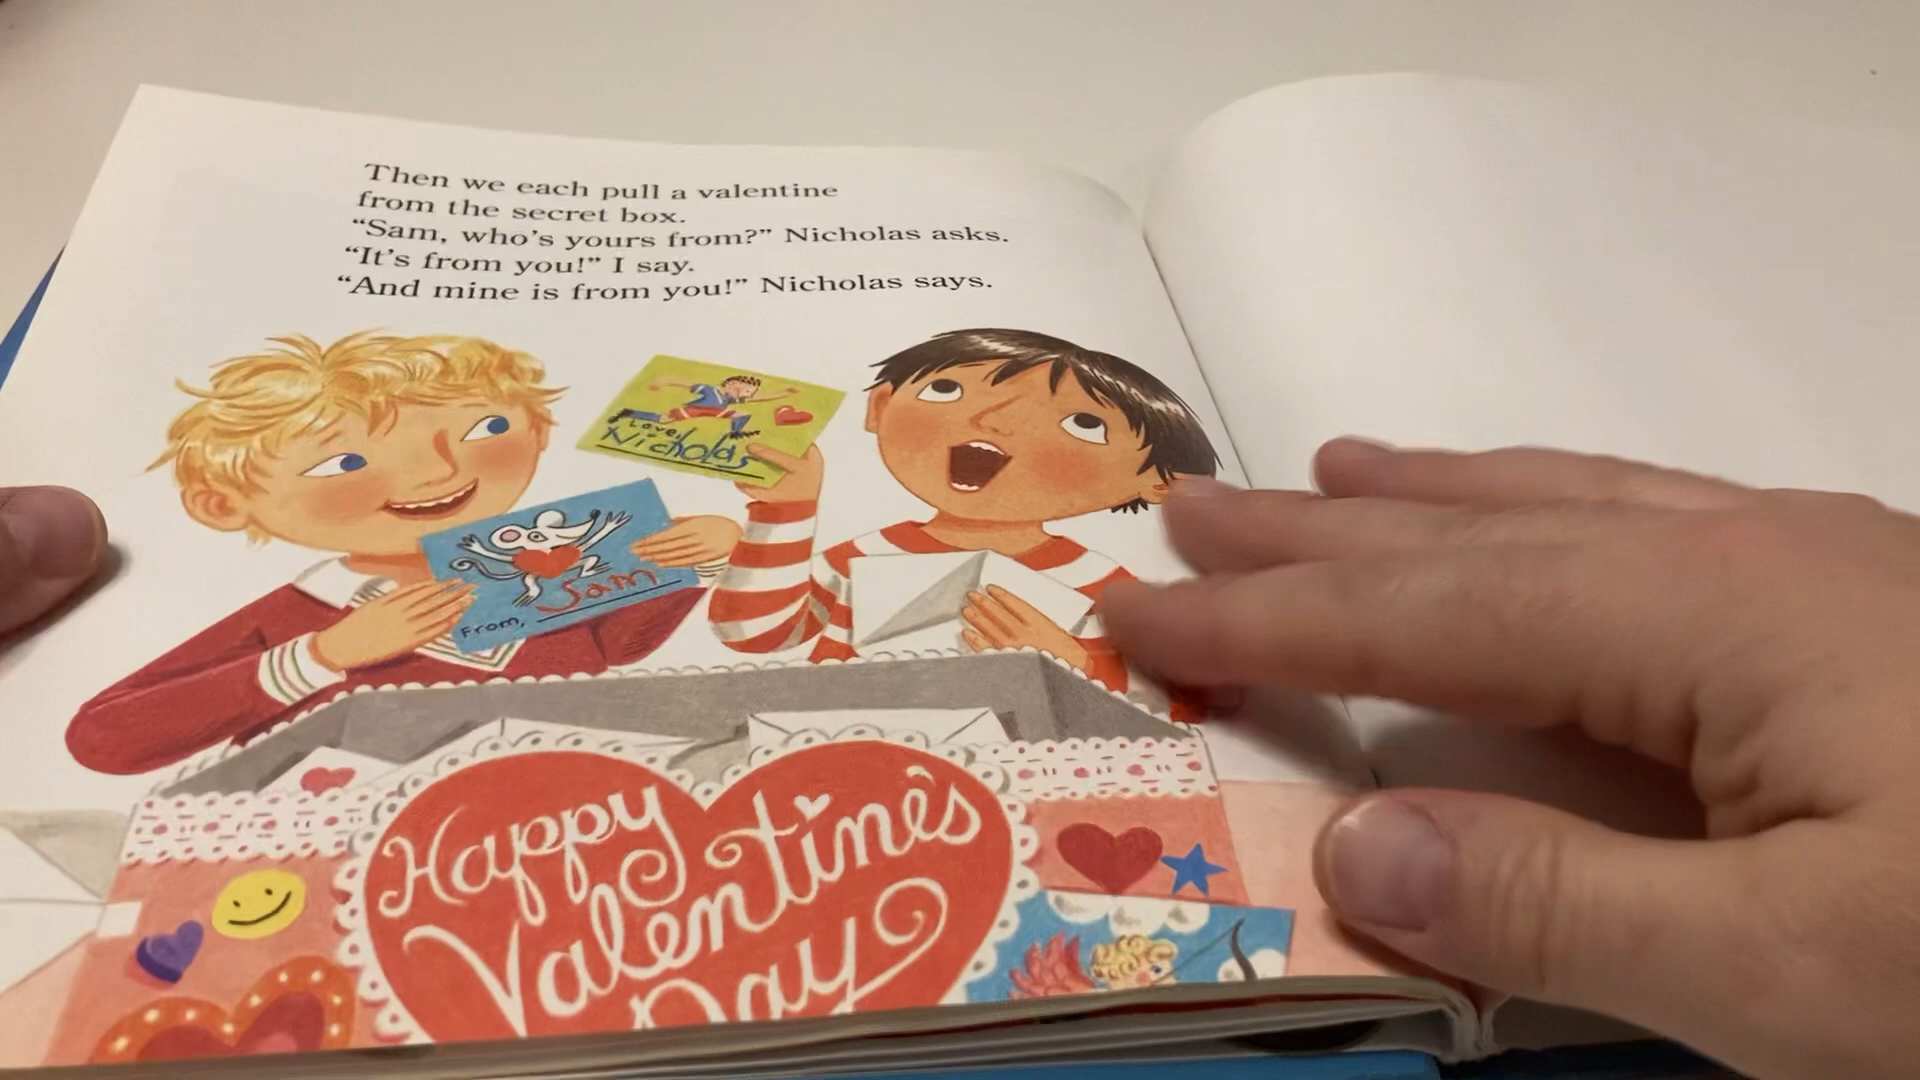 Then we each pull a valentine
from the secret box.
“Sam, who’s yours from?” Nicholas asks.
“It’s from you!” I say.
“And mine is from you!” Nicholas says.
Love,
Nicholas
Sam
From,
Happy
Valentine's
Day